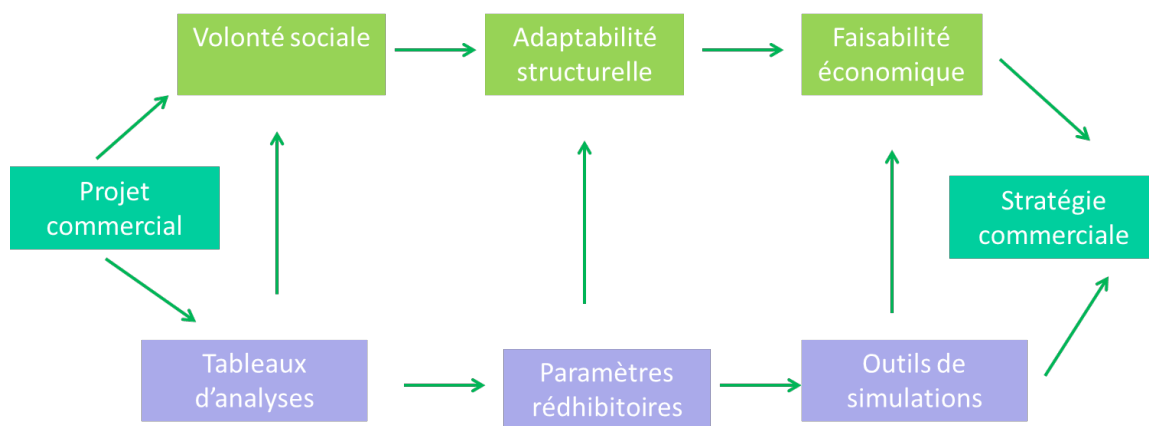 Volonté sociale
Adaptabilité
structurelle
Faisabilité
économique
Projet
commercial
Stratégie
commerciale
Tableaux
d’analyses
Paramètres
rédhibitoires
Outils de
simulations